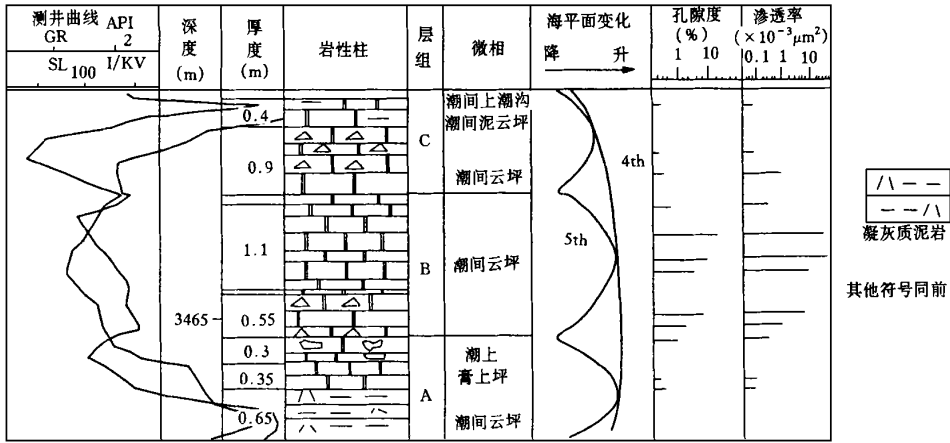 测井曲线 API
GR 2
SL 100 I/KV
深度
(m)
厚度
(m)
岩性柱
层组
微相
海平面变化
降 升
孔隙度
(%)
1 10
渗透率
(×10⁻³μm²)
0.1 1 10
0.4
0.9
1.1
0.55
0.3
0.35
0.65
3465
C
B
A
潮间上潮沟
潮间泥云坪
潮间云坪
潮间云坪
潮上
膏上坪
潮间云坪
4th
5th
凝灰质泥岩
其他符号同前